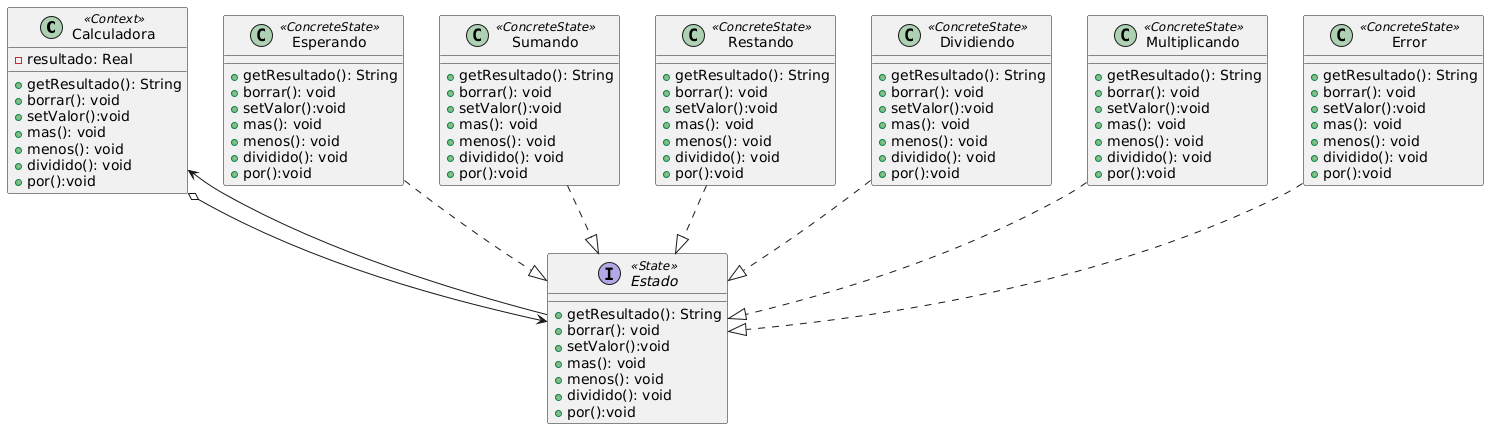 «Context»
C Calculadora
resultado: Real
getResultado(): String
borrar(): void
setValor():void
mas(): void
menos(): void
dividido(): void
por():void
«ConcreteState»
C Esperando
getResultado(): String
borrar(): void
setValor():void
mas(): void
menos(): void
dividido(): void
por():void
«ConcreteState»
C Sumando
getResultado(): String
borrar(): void
setValor():void
mas(): void
menos(): void
dividido(): void
por():void
«ConcreteState»
C Restando
getResultado(): String
borrar(): void
setValor():void
mas(): void
menos(): void
dividido(): void
por():void
«ConcreteState»
C Dividiendo
getResultado(): String
borrar(): void
setValor():void
mas(): void
menos(): void
dividido(): void
por():void
«ConcreteState»
C Multiplicando
getResultado(): String
borrar(): void
setValor():void
mas(): void
menos(): void
dividido(): void
por():void
«ConcreteState»
C Error
getResultado(): String
borrar(): void
setValor():void
mas(): void
menos(): void
dividido(): void
por():void
«State»
I Estado
getResultado(): String
borrar(): void
setValor():void
mas(): void
menos(): void
dividido(): void
por():void